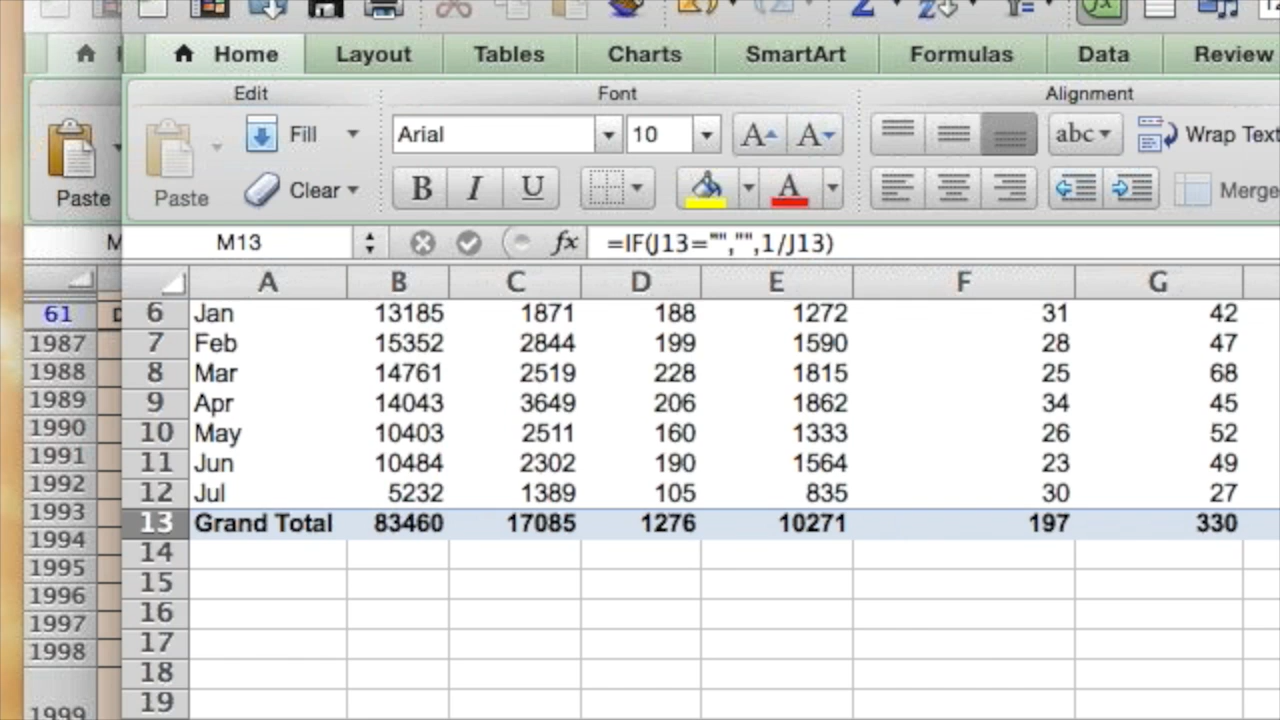 Home Layout Tables Charts SmartArt Formulas Data Review
Edit Font Alignment
Fill Arial 10 A A abc Wrap Text
Paste Paste Clear B I U A Merge
M M13 fx =IF(J13="","",1/J13)
A B C D E F G
61 6 Jan 13185 1871 188 1272 31 42
1987 7 Feb 15352 2844 199 1590 28 47
1988 8 Mar 14761 2519 228 1815 25 68
1989 9 Apr 14043 3649 206 1862 34 45
1990 10 May 10403 2511 160 1333 26 52
1991 11 Jun 10484 2302 190 1564 23 49
1992 12 Jul 5232 1389 105 835 30 27
1993 13 Grand Total 83460 17085 1276 10271 197 330
1994 14
1995 15
1996 16
1997 17
1998 18
1999 19